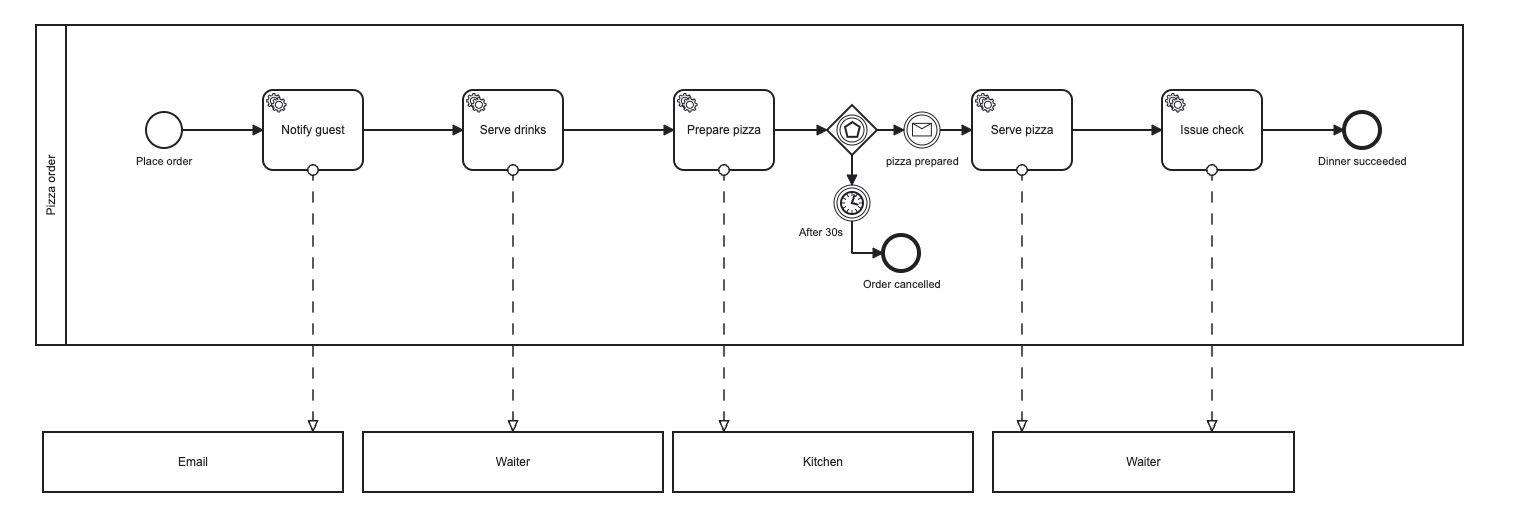 Pizza order
Place order
Notify guest
Serve drinks
Prepare pizza
pizza prepared
After 30s
Order cancelled
Serve pizza
Issue check
Dinner succeeded
Email
Waiter
Kitchen
Waiter